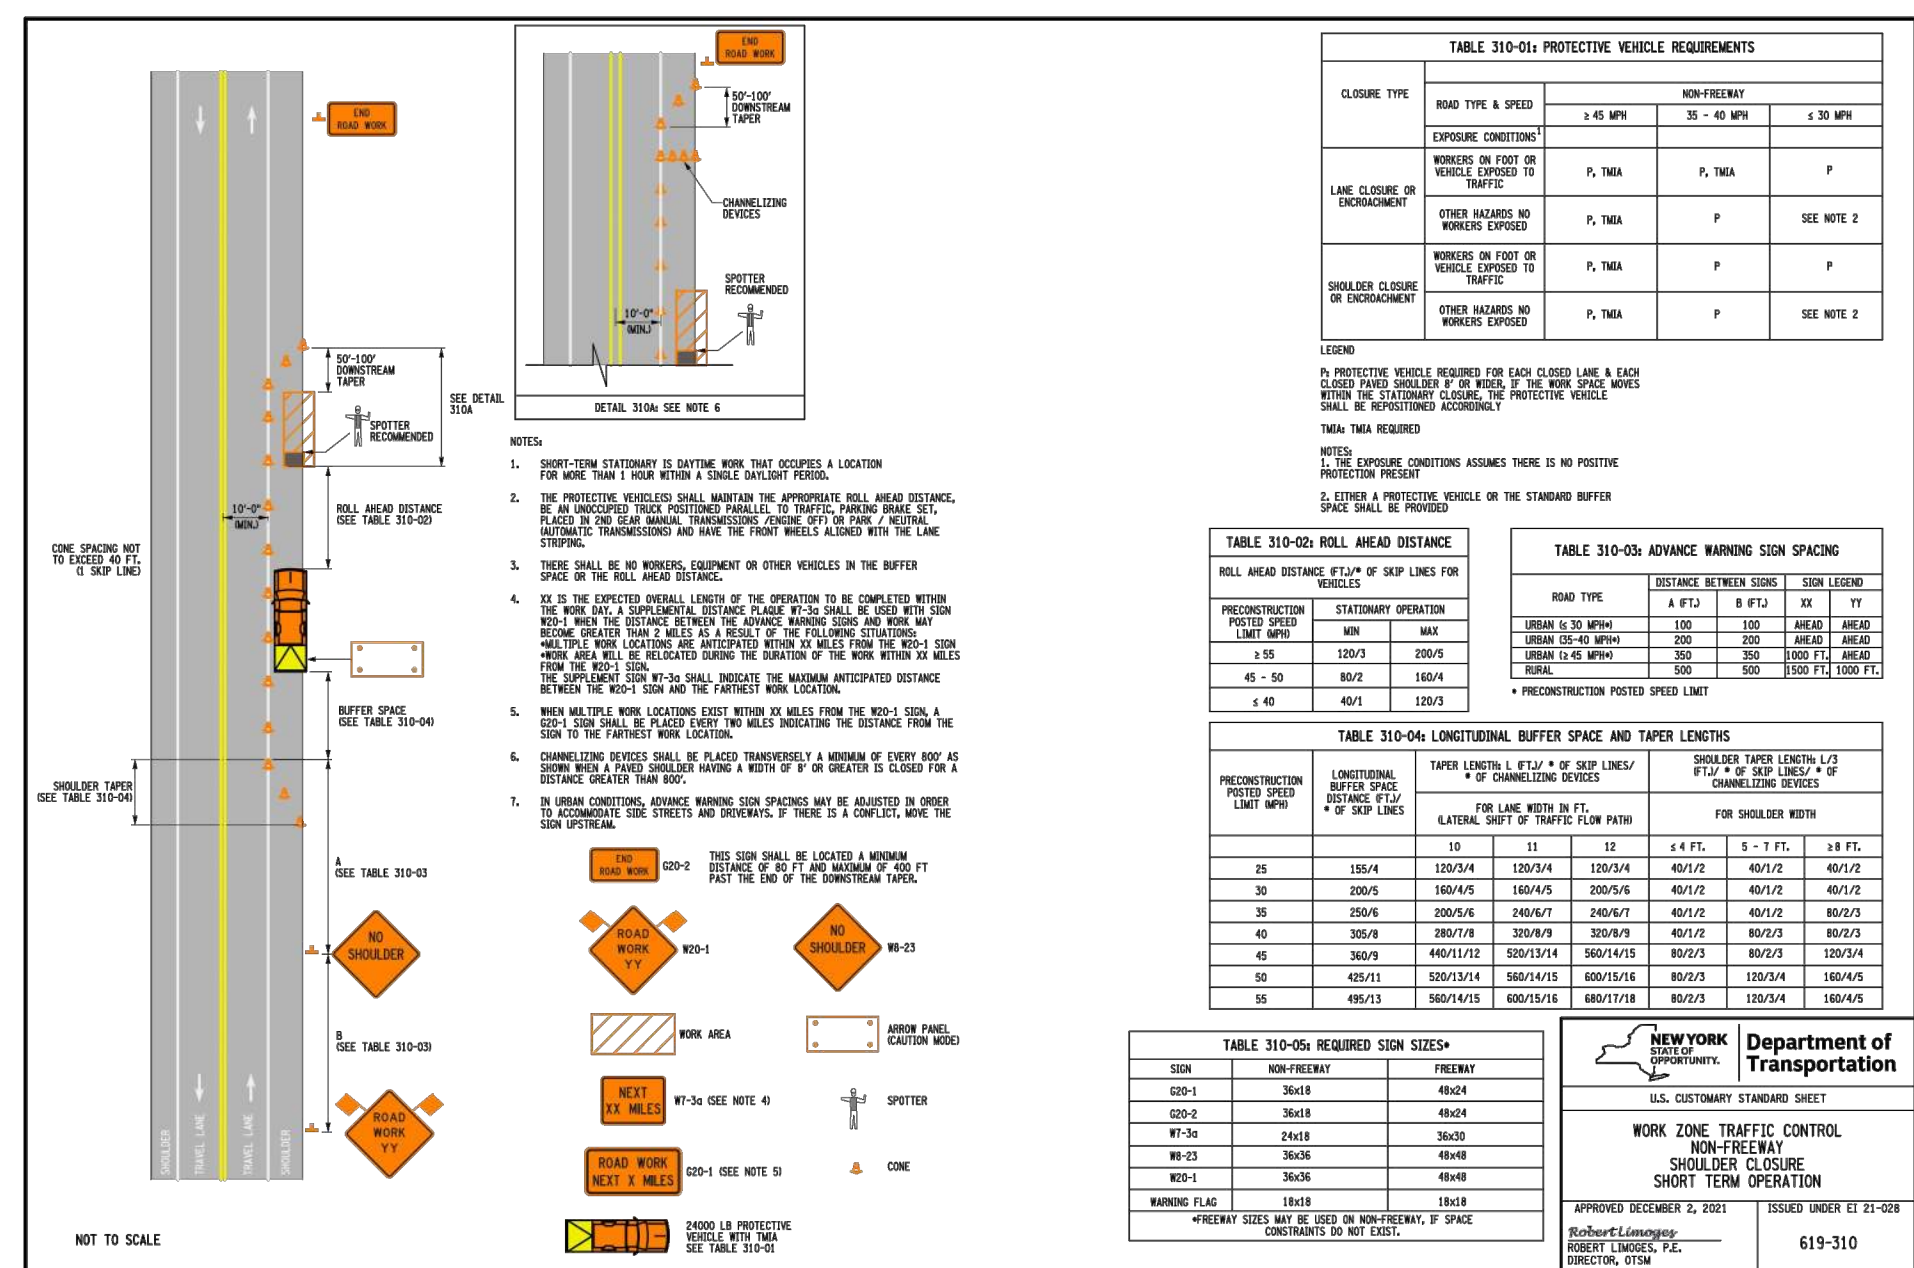 END
ROAD WORK
50'-100'
DOWNSTREAM
TAPER
SEE DETAIL
310A
SPOTTER
RECOMMENDED
10'-0"
(MIN.)
ROLL AHEAD DISTANCE
(SEE TABLE 310-02)
CONE SPACING NOT
TO EXCEED 40 FT.
(1 SKIP LINE)
BUFFER SPACE
(SEE TABLE 310-04)
SHOULDER TAPER
(SEE TABLE 310-04)
A
(SEE TABLE 310-03
NO
SHOULDER
B
(SEE TABLE 310-03)
ROAD
WORK
YY
SHOULDER
TRAVEL LANE
TRAVEL LANE
SHOULDER
NOT TO SCALE
END
ROAD WORK
50'-100'
DOWNSTREAM
TAPER
CHANNELIZING
DEVICES
SPOTTER
RECOMMENDED
10'-0"
(MIN.)
DETAIL 310A: SEE NOTE 6
NOTES:
1. SHORT-TERM STATIONARY IS DAYTIME WORK THAT OCCUPIES A LOCATION
FOR MORE THAN 1 HOUR WITHIN A SINGLE DAYLIGHT PERIOD.
2. THE PROTECTIVE VEHICLE(S) SHALL MAINTAIN THE APPROPRIATE ROLL AHEAD DISTANCE,
BE AN UNOCCUPIED TRUCK POSITIONED PARALLEL TO TRAFFIC, PARKING BRAKE SET,
PLACED IN 2ND GEAR (MANUAL TRANSMISSIONS /ENGINE OFF) OR PARK / NEUTRAL
(AUTOMATIC TRANSMISSIONS) AND HAVE THE FRONT WHEELS ALIGNED WITH THE LANE
STRIPING.
3. THERE SHALL BE NO WORKERS, EQUIPMENT OR OTHER VEHICLES IN THE BUFFER
SPACE OR THE ROLL AHEAD DISTANCE.
4. XX IS THE EXPECTED OVERALL LENGTH OF THE OPERATION TO BE COMPLETED WITHIN
THE WORK DAY. A SUPPLEMENTAL DISTANCE PLAQUE W7-3a SHALL BE USED WITH SIGN
W20-1 WHEN THE DISTANCE BETWEEN THE ADVANCE WARNING SIGNS AND WORK MAY
BECOME GREATER THAN 2 MILES AS A RESULT OF THE FOLLOWING SITUATIONS:
•MULTIPLE WORK LOCATIONS ARE ANTICIPATED WITHIN XX MILES FROM THE W20-1 SIGN
•WORK AREA WILL BE RELOCATED DURING THE DURATION OF THE WORK WITHIN XX MILES
FROM THE W20-1 SIGN.
THE SUPPLEMENT SIGN W7-3a SHALL INDICATE THE MAXIMUM ANTICIPATED DISTANCE
BETWEEN THE W20-1 SIGN AND THE FARTHEST WORK LOCATION.
5. WHEN MULTIPLE WORK LOCATIONS EXIST WITHIN XX MILES FROM THE W20-1 SIGN, A
G20-1 SIGN SHALL BE PLACED EVERY TWO MILES INDICATING THE DISTANCE FROM THE
SIGN TO THE FARTHEST WORK LOCATION.
6. CHANNELIZING DEVICES SHALL BE PLACED TRANSVERSELY A MINIMUM OF EVERY 800' AS
SHOWN WHEN A PAVED SHOULDER HAVING A WIDTH OF 8' OR GREATER IS CLOSED FOR A
DISTANCE GREATER THAN 800'.
7. IN URBAN CONDITIONS, ADVANCE WARNING SIGN SPACINGS MAY BE ADJUSTED IN ORDER
TO ACCOMMODATE SIDE STREETS AND DRIVEWAYS. IF THERE IS A CONFLICT, MOVE THE
SIGN UPSTREAM.
END
ROAD WORK
G20-2
THIS SIGN SHALL BE LOCATED A MINIMUM
DISTANCE OF 80 FT AND MAXIMUM OF 400 FT
PAST THE END OF THE DOWNSTREAM TAPER.
ROAD
WORK
YY
W20-1
NO
SHOULDER
W8-23
WORK AREA
ARROW PANEL
(CAUTION MODE)
NEXT
XX MILES
W7-3a (SEE NOTE 4)
SPOTTER
ROAD WORK
NEXT X MILES
G20-1 (SEE NOTE 5)
CONE
24000 LB PROTECTIVE
VEHICLE WITH TMIA
SEE TABLE 310-01
TABLE 310-01: PROTECTIVE VEHICLE REQUIREMENTS
CLOSURE TYPE
ROAD TYPE & SPEED
NON-FREEWAY
≥ 45 MPH 35 - 40 MPH ≤ 30 MPH
EXPOSURE CONDITIONS1
LANE CLOSURE OR
ENCROACHMENT
WORKERS ON FOOT OR
VEHICLE EXPOSED TO
TRAFFIC
P, TMIA P, TMIA P
OTHER HAZARDS NO
WORKERS EXPOSED
P, TMIA P SEE NOTE 2
SHOULDER CLOSURE
OR ENCROACHMENT
WORKERS ON FOOT OR
VEHICLE EXPOSED TO
TRAFFIC
P, TMIA P P
OTHER HAZARDS NO
WORKERS EXPOSED
P, TMIA P SEE NOTE 2
LEGEND
P: PROTECTIVE VEHICLE REQUIRED FOR EACH CLOSED LANE & EACH
CLOSED PAVED SHOULDER 8' OR WIDER, IF THE WORK SPACE MOVES
WITHIN THE STATIONARY CLOSURE, THE PROTECTIVE VEHICLE
SHALL BE REPOSITIONED ACCORDINGLY
TMIA: TMIA REQUIRED
NOTES:
1. THE EXPOSURE CONDITIONS ASSUMES THERE IS NO POSITIVE
PROTECTION PRESENT
2. EITHER A PROTECTIVE VEHICLE OR THE STANDARD BUFFER
SPACE SHALL BE PROVIDED
TABLE 310-02: ROLL AHEAD DISTANCE
ROLL AHEAD DISTANCE (FT.)/* OF SKIP LINES FOR
VEHICLES
PRECONSTRUCTION
POSTED SPEED
LIMIT (MPH)
STATIONARY OPERATION
MIN MAX
≥ 55 120/3 200/5
45 - 50 80/2 160/4
≤ 40 40/1 120/3
TABLE 310-03: ADVANCE WARNING SIGN SPACING
ROAD TYPE
DISTANCE BETWEEN SIGNS SIGN LEGEND
A (FT.) B (FT.) XX YY
URBAN (≤ 30 MPH*) 100 100 AHEAD AHEAD
URBAN (35-40 MPH*) 200 200 AHEAD AHEAD
URBAN (≥ 45 MPH*) 350 350 1000 FT. AHEAD
RURAL 500 500 1500 FT. 1000 FT.
* PRECONSTRUCTION POSTED SPEED LIMIT
TABLE 310-04: LONGITUDINAL BUFFER SPACE AND TAPER LENGTHS
PRECONSTRUCTION
POSTED SPEED
LIMIT (MPH)
LONGITUDINAL
BUFFER SPACE
DISTANCE (FT.)/
* OF SKIP LINES
TAPER LENGTH: L (FT.)/ * OF SKIP LINES/
* OF CHANNELIZING DEVICES
SHOULDER TAPER LENGTH: L/3
(FT.)/ * OF SKIP LINES/ * OF
CHANNELIZING DEVICES
FOR LANE WIDTH IN FT.
(LATERAL SHIFT OF TRAFFIC FLOW PATH)
FOR SHOULDER WIDTH
10 11 12 ≤ 4 FT. 5 - 7 FT. ≥8 FT.
25 155/4 120/3/4 120/3/4 120/3/4 40/1/2 40/1/2 40/1/2
30 200/5 160/4/5 160/4/5 200/5/6 40/1/2 40/1/2 40/1/2
35 250/6 200/5/6 240/6/7 240/6/7 40/1/2 40/1/2 80/2/3
40 305/8 280/7/8 320/8/9 320/8/9 40/1/2 80/2/3 80/2/3
45 360/9 440/11/12 520/13/14 560/14/15 80/2/3 80/2/3 120/3/4
50 425/11 520/13/14 560/14/15 600/15/16 80/2/3 120/3/4 160/4/5
55 495/13 560/14/15 600/15/16 680/17/18 80/2/3 120/3/4 160/4/5
TABLE 310-05: REQUIRED SIGN SIZES*
SIGN NON-FREEWAY FREEWAY
G20-1 36x18 48x24
G20-2 36x18 48x24
W7-3a 24x18 36x30
W8-23 36x36 48x48
W20-1 36x36 48x48
WARNING FLAG 18x18 18x18
*FREEWAY SIZES MAY BE USED ON NON-FREEWAY, IF SPACE
CONSTRAINTS DO NOT EXIST.
NEW YORK
STATE OF
OPPORTUNITY.
Department of
Transportation
U.S. CUSTOMARY STANDARD SHEET
WORK ZONE TRAFFIC CONTROL
NON-FREEWAY
SHOULDER CLOSURE
SHORT TERM OPERATION
APPROVED DECEMBER 2, 2021
ISSUED UNDER EI 21-028
Robert Limoges
ROBERT LIMOGES, P.E.
DIRECTOR, OTSM
619-310